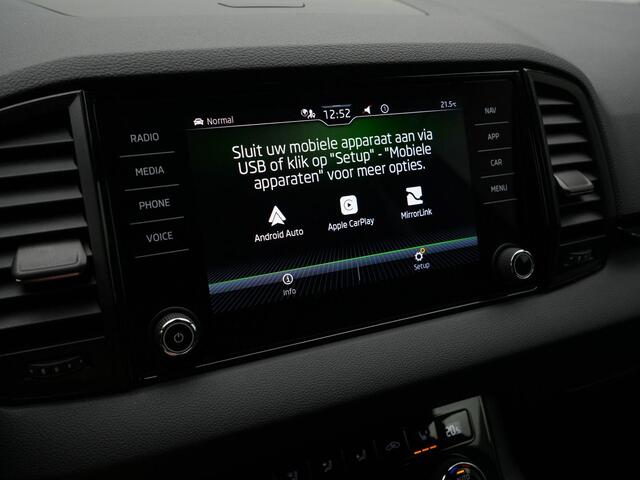 Normal
12:52
21.5°C
RADIO
MEDIA
PHONE
VOICE
Sluit uw mobiele apparaat aan via
USB of klik op "Setup" - "Mobiele
apparaten" voor meer opties.
Android Auto
Apple CarPlay
MirrorLink
Info
Setup
NAV
APP
CAR
MENU